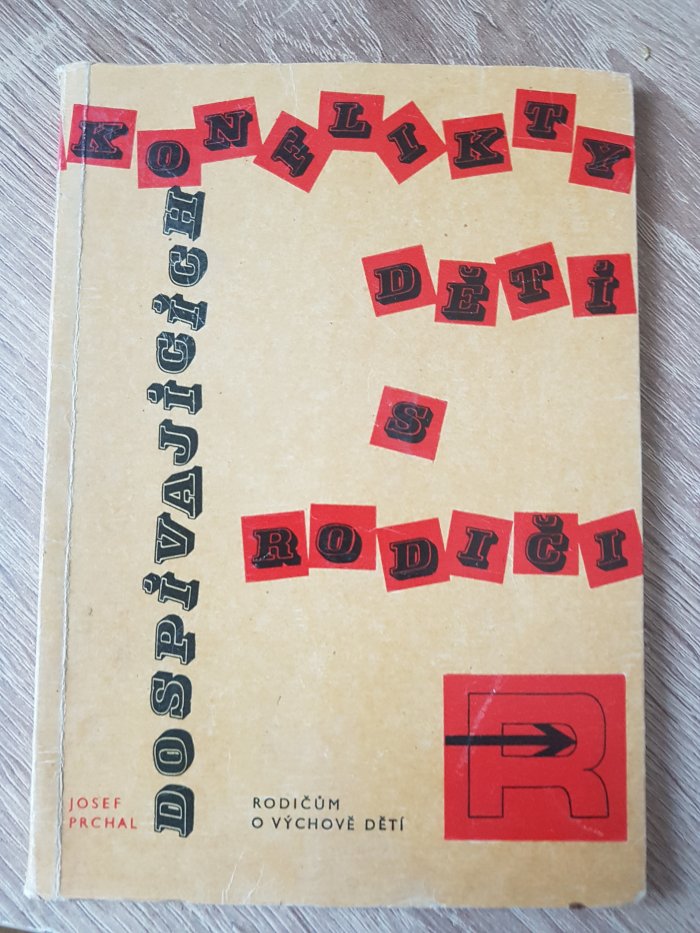 KONFLIKTY
DOSPÍVAJÍCÍCH
DĚTÍ
S
RODIČI
R
JOSEF
PRCHAL
RODIČŮM
O VÝCHOVĚ DĚTÍ